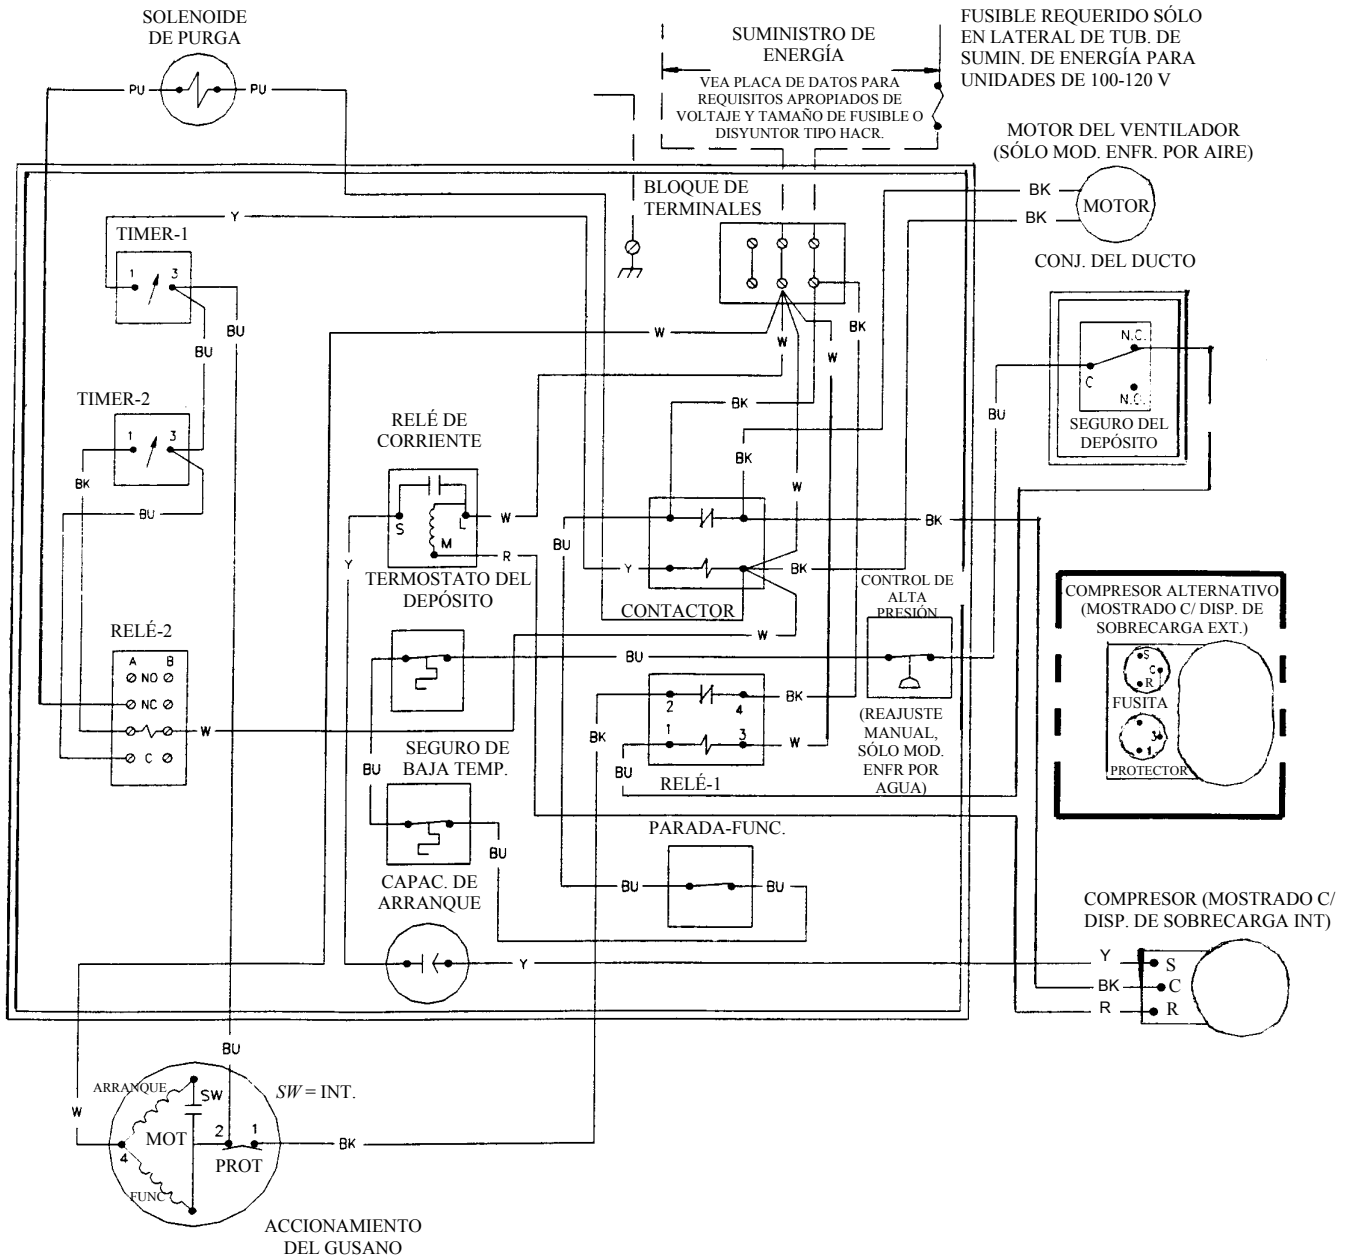 SOLENOIDE
DE PURGA
PU
PU
SUMINISTRO DE
ENERGÍA
VEA PLACA DE DATOS PARA
REQUISITOS APROPIADOS DE
VOLTAJE Y TAMAÑO DE FUSIBLE O
DISYUNTOR TIPO HACR.
FUSIBLE REQUERIDO SÓLO
EN LATERAL DE TUB. DE
SUMIN. DE ENERGÍA PARA
UNIDADES DE 100-120 V
MOTOR DEL VENTILADOR
(SÓLO MOD. ENFR. POR AIRE)
BK
BK
MOTOR
BLOQUE DE
TERMINALES
Y
TIMER-1
1
3
BU
BU
CONJ. DEL DUCTO
N.C.
C
N.O.
SEGURO DEL
DEPÓSITO
BU
W
W
W
BK
TIMER-2
1
3
BK
BU
BK
BK
W
RELÉ DE
CORRIENTE
S
L
M
W
R
Y
BU
Y
BK
BK
CONTACTOR
TERMOSTATO DEL
DEPÓSITO
CONTROL DE
ALTA
PRESIÓN
COMPRESOR ALTERNATIVO
(MOSTRADO C/ DISP. DE
SOBRECARGA EXT.)
S
C
R
FUSITA
3
1
PROTECTOR
RELÉ-2
A
B
NO
NC
C
W
W
BU
2
4
1
3
BK
W
BK
BU
RELÉ-1
(REAJUSTE
MANUAL,
SÓLO MOD.
ENFR POR
AGUA)
SEGURO DE
BAJA TEMP.
BU
BU
PARADA-FUNC.
BU
BU
CAPAC. DE
ARRANQUE
Y
COMPRESOR (MOSTRADO C/
DISP. DE SOBRECARGA INT)
Y
S
BK
C
R
R
BU
ARRANQUE
SW
SW = INT.
W
MOT
2
1
4
PROT
FUNC
BK
ACCIONAMIENTO
DEL GUSANO